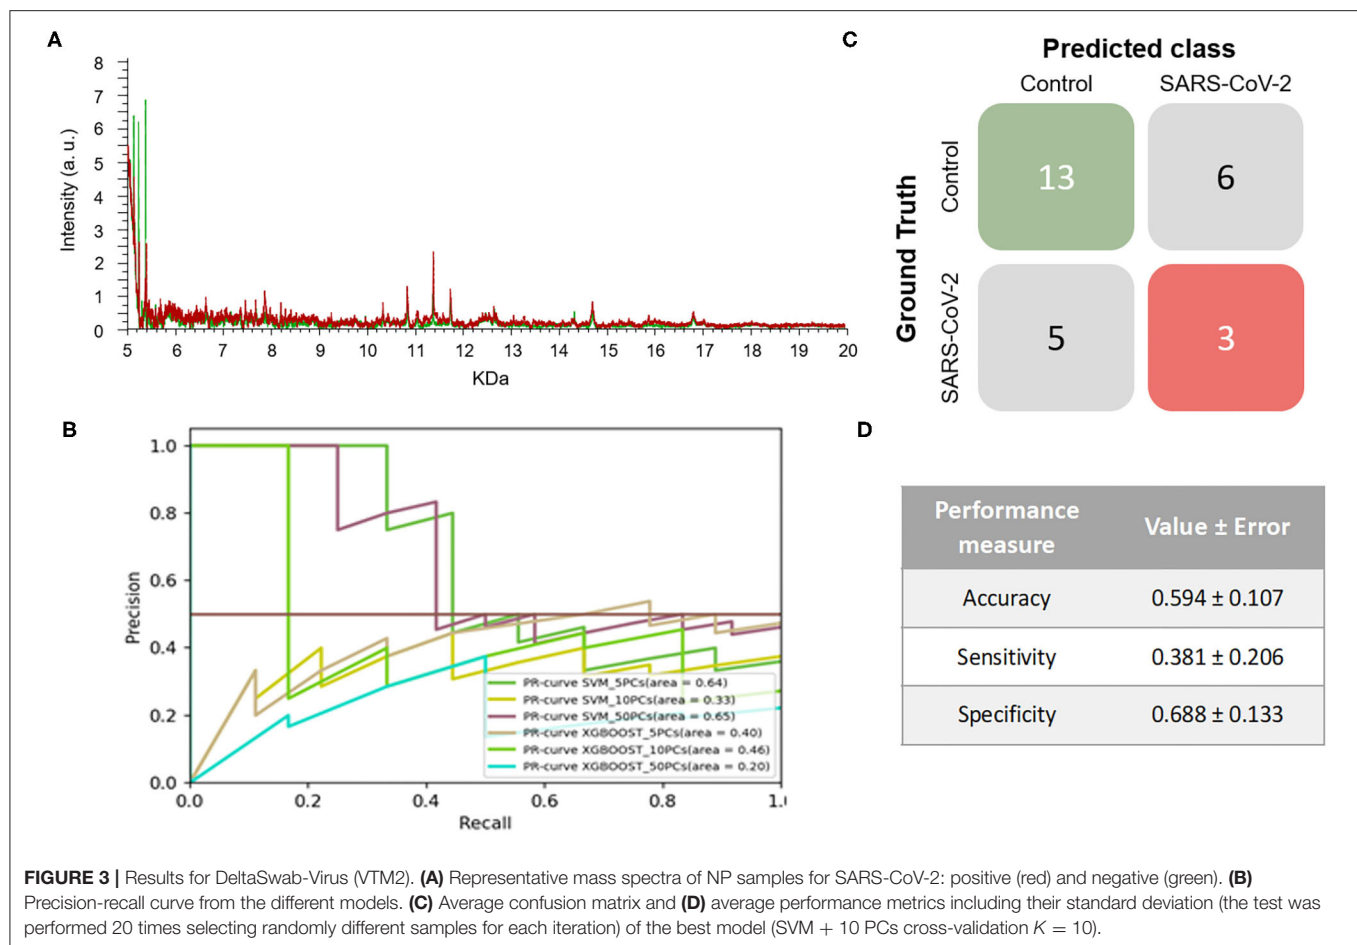 A
8
7
6
5
4
3
2
1
0
Intensity (a. u.)
5 6 7 8 9 10 11 12 13 14 15 16 17 18 19 20
KDa
B
1.0
0.8
0.6
0.4
0.2
0.0
Precision
PR-curve SVM_5PCs(area = 0.64)
PR-curve SVM_10PCs(area = 0.33)
PR-curve SVM_50PCs(area = 0.65)
PR-curve XGBOOST_5PCs(area = 0.40)
PR-curve XGBOOST_10PCs(area = 0.46)
PR-curve XGBOOST_50PCs(area = 0.20)
0.0 0.2 0.4 0.6 0.8 1.
Recall
C
Predicted class
Control SARS-CoV-2
Ground Truth
Control
13 6
SARS-CoV-2
5 3
D
Performance measure Value ± Error
Accuracy 0.594 ± 0.107
Sensitivity 0.381 ± 0.206
Specificity 0.688 ± 0.133
FIGURE 3 | Results for DeltaSwab-Virus (VTM2). (A) Representative mass spectra of NP samples for SARS-CoV-2: positive (red) and negative (green). (B)
Precision-recall curve from the different models. (C) Average confusion matrix and (D) average performance metrics including their standard deviation (the test was
performed 20 times selecting randomly different samples for each iteration) of the best model (SVM + 10 PCs cross-validation K = 10).